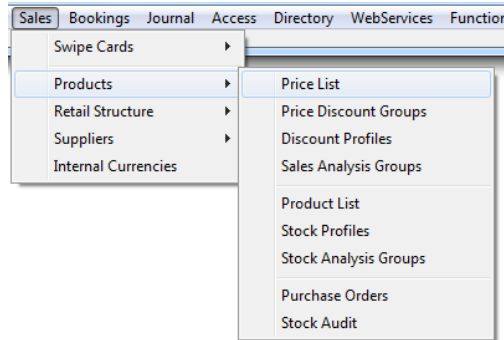 Sales Bookings Journal Access Directory WebServices Function
Swipe Cards
Products
Retail Structure
Suppliers
Internal Currencies
Price List
Price Discount Groups
Discount Profiles
Sales Analysis Groups
Product List
Stock Profiles
Stock Analysis Groups
Purchase Orders
Stock Audit